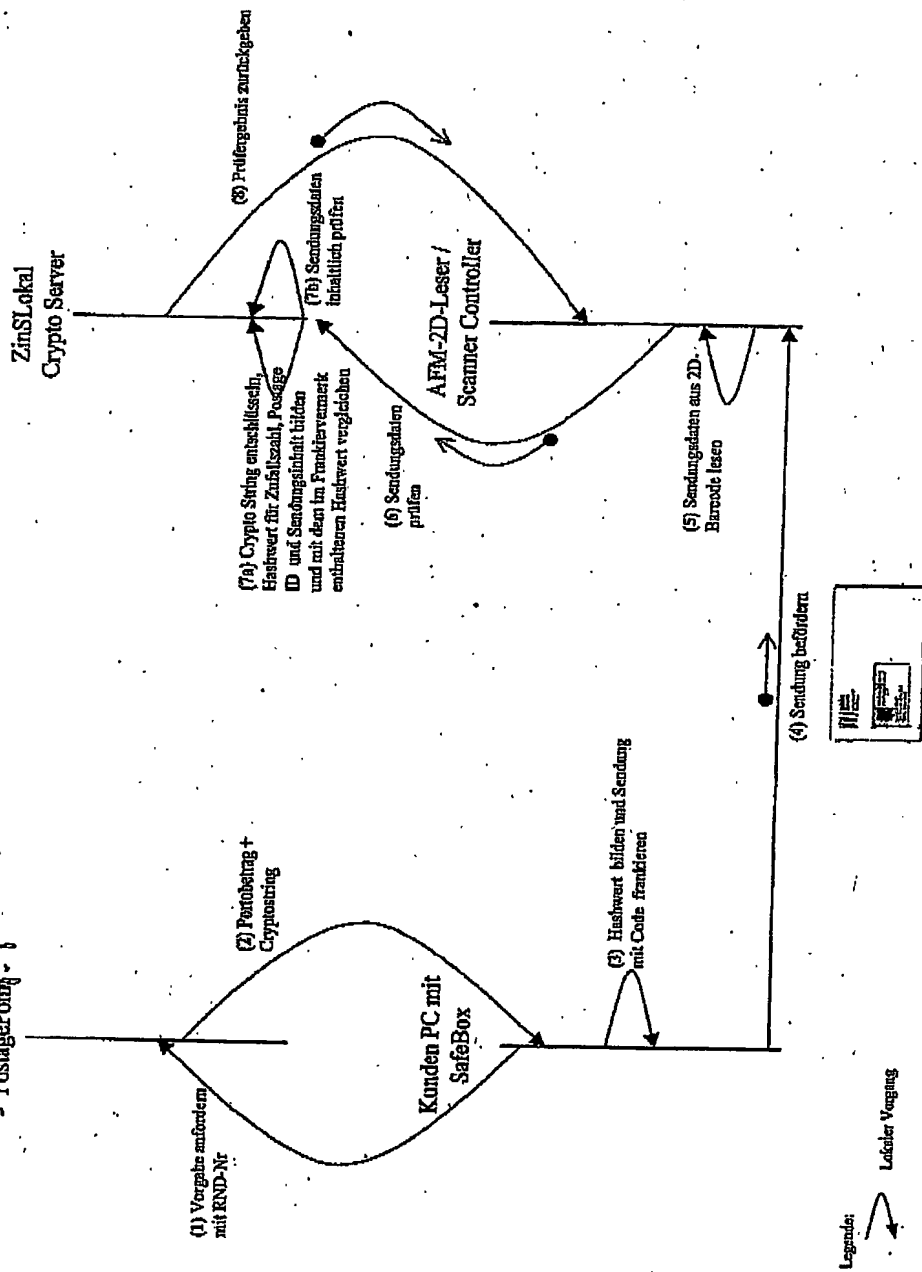 PostagePoint
(1) Vorgabe anfordern
mit RND-Nr
(2) Portobetrag +
Cryptostring
Kunden PC mit
SafeBox
(3) Hashwert bilden und Sendung
mit Code frankieren
(4) Sendung befördern
ZinSLokal
Crypto Server
(7a) Crypto String entschlüsseln,
Hashwert für Zufallszahl, Postage
ID und Sendungsinhalt bilden
und mit dem im Frankiervermerk
enthaltenen Hashwert vergleichen
(7b) Sendungsdaten
inhaltlich prüfen
(8) Prüfergebnis zurückgeben
(6) Sendungsdaten
prüfen
AFM-2D-Leser /
Scanner Controller
(5) Sendungsdaten aus 2D-
Barcode lesen
Legende:
Lokaler Vorgang